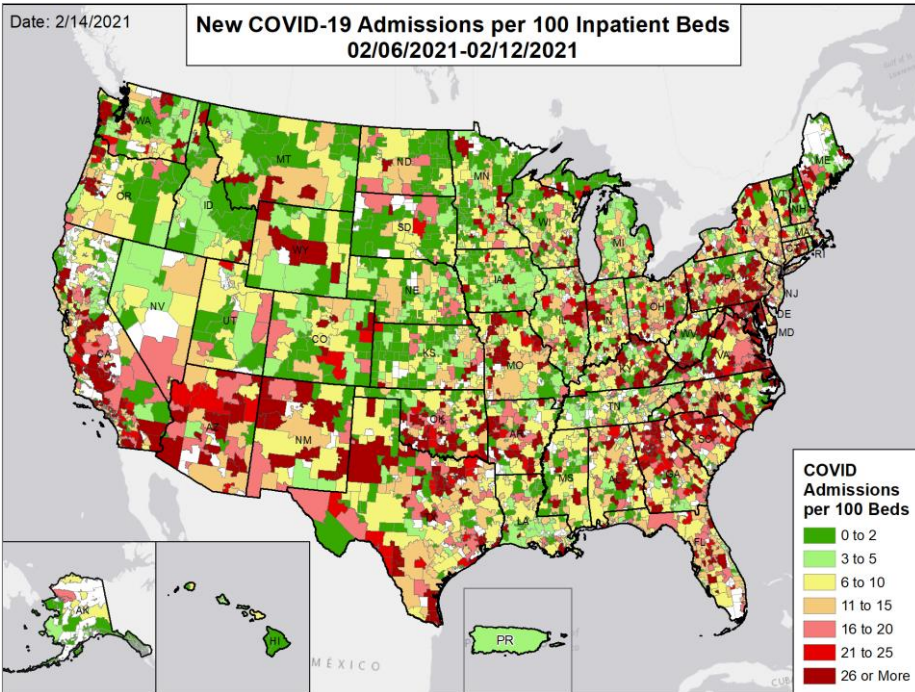 Date: 2/14/2021
New COVID-19 Admissions per 100 Inpatient Beds
02/06/2021-02/12/2021
WA
MT
ND
MN
ME
OR
ID
SD
WI
MI
VT
NH
NY
MA
CT
RI
WY
IA
NE
PA
NJ
NV
UT
CO
KS
MO
IL
IN
OH
WV
DE
MD
VA
CA
KY
AZ
NM
OK
AR
TN
NC
SC
MS
AL
GA
TX
LA
FL
AK
HI
PR
MÉXICO
CUBA
COVID
Admissions
per 100 Beds
0 to 2
3 to 5
6 to 10
11 to 15
16 to 20
21 to 25
26 or More